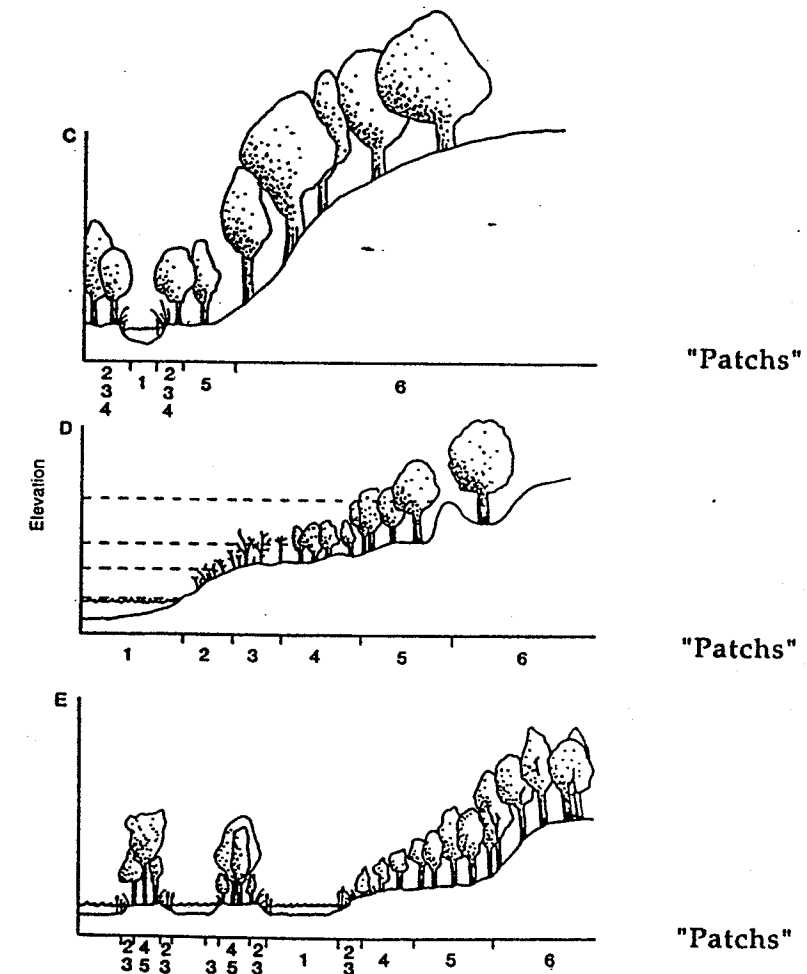 C
2 1 2 5 6
3 3
4 4
"Patchs"
D
Elevation
1 2 3 4 5 6
"Patchs"
E
2 4 2 3 4 2 1 2 4 5 6
3 5 3 5 3 3
"Patchs"